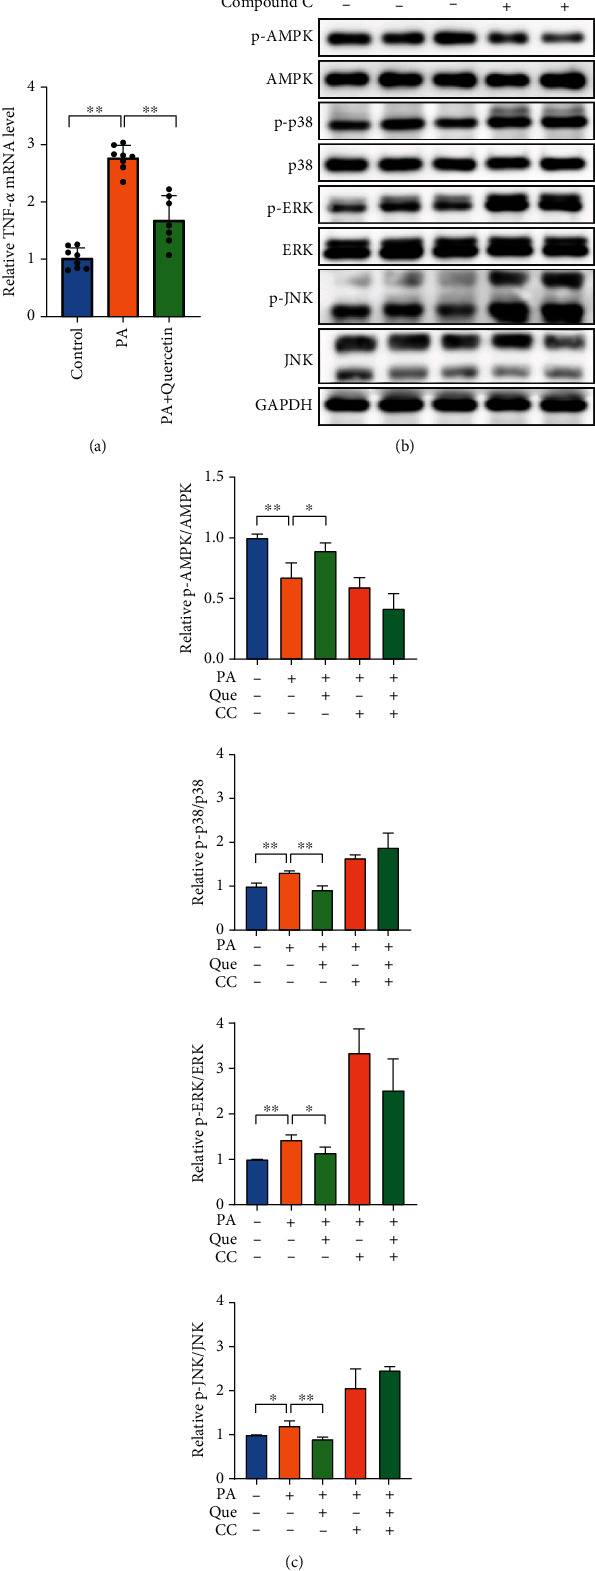 Compound C − − − + +
p-AMPK
AMPK
p-p38
p38
p-ERK
ERK
p-JNK
JNK
GAPDH
(b)
Relative TNF-α mRNA level
4
3
2
1
0
** **
Control
PA
PA+Quercetin
(a)
Relative p-AMPK/AMPK
1.5
1.0
0.5
0.0
** *
PA − + + + +
Que − − + − +
CC − − − + +
Relative p-p38/p38
4
3
2
1
0
** **
PA − + + + +
Que − − + − +
CC − − − + +
Relative p-ERK/ERK
4
3
2
1
0
** *
PA − + + + +
Que − − + − +
CC − − − + +
Relative p-JNK/JNK
4
3
2
1
0
* **
PA − + + + +
Que − − + − +
CC − − − + +
(c)